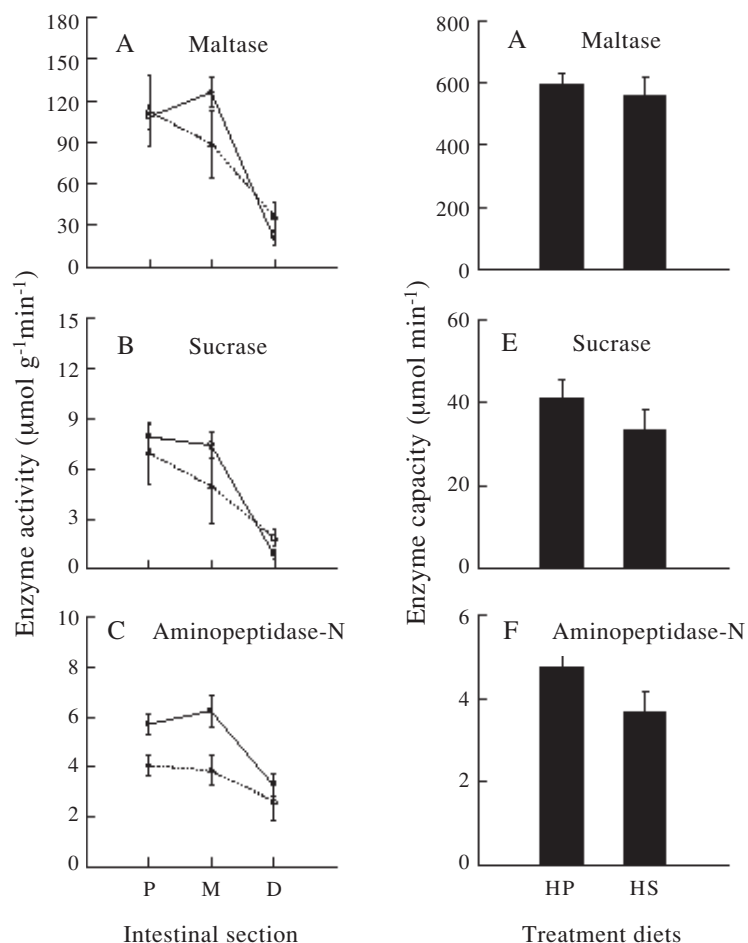 Enzyme activity (μmol g⁻¹min⁻¹)
A Maltase
180
150
120
90
60
30
0
B Sucrase
15
12
9
6
3
0
C Aminopeptidase-N
10
8
6
4
2
0
P M D
Intestinal section
Enzyme capacity (μmol min⁻¹)
A Maltase
800
600
400
200
0
E Sucrase
60
40
20
0
F Aminopeptidase-N
6
4
2
0
HP HS
Treatment diets